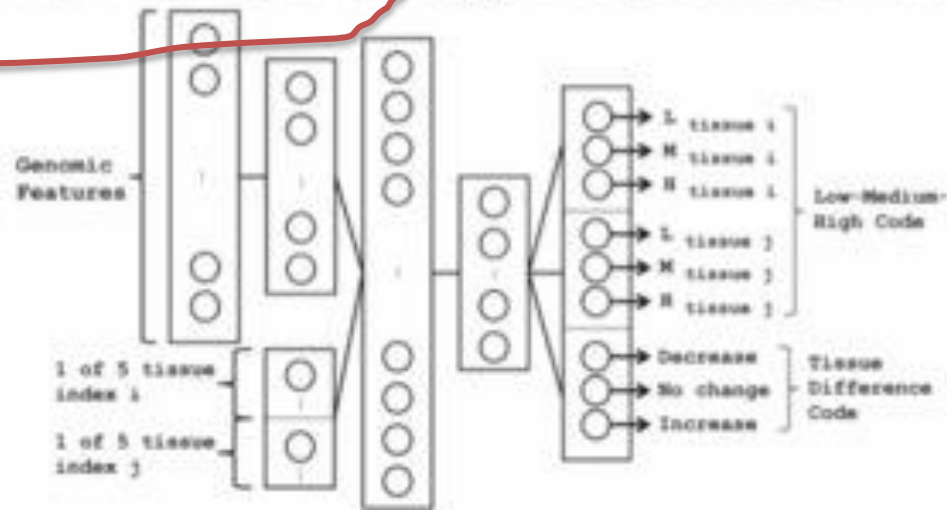 Genomic
Features
1 of 5 tissue
index i
1 of 5 tissue
index j
L tissue i
M tissue i
H tissue i
L tissue j
M tissue j
H tissue j
Low-Medium-
High Code
Decrease
No change
Increase
Tissue
Difference
Code